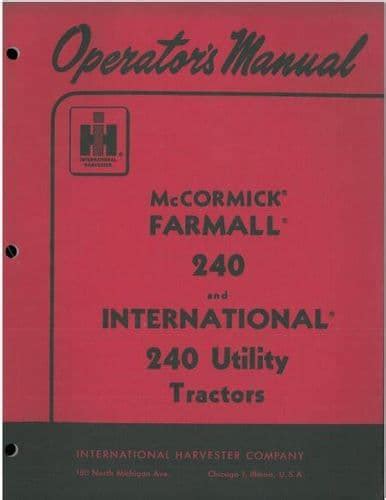 Operator's Manual
IH
INTERNATIONAL
HARVESTER
®
McCORMICK®
FARMALL®
240
and
INTERNATIONAL®
240 Utility
Tractors
INTERNATIONAL HARVESTER COMPANY
180 North Michigan Ave. Chicago 1, Illinois, U.S.A.